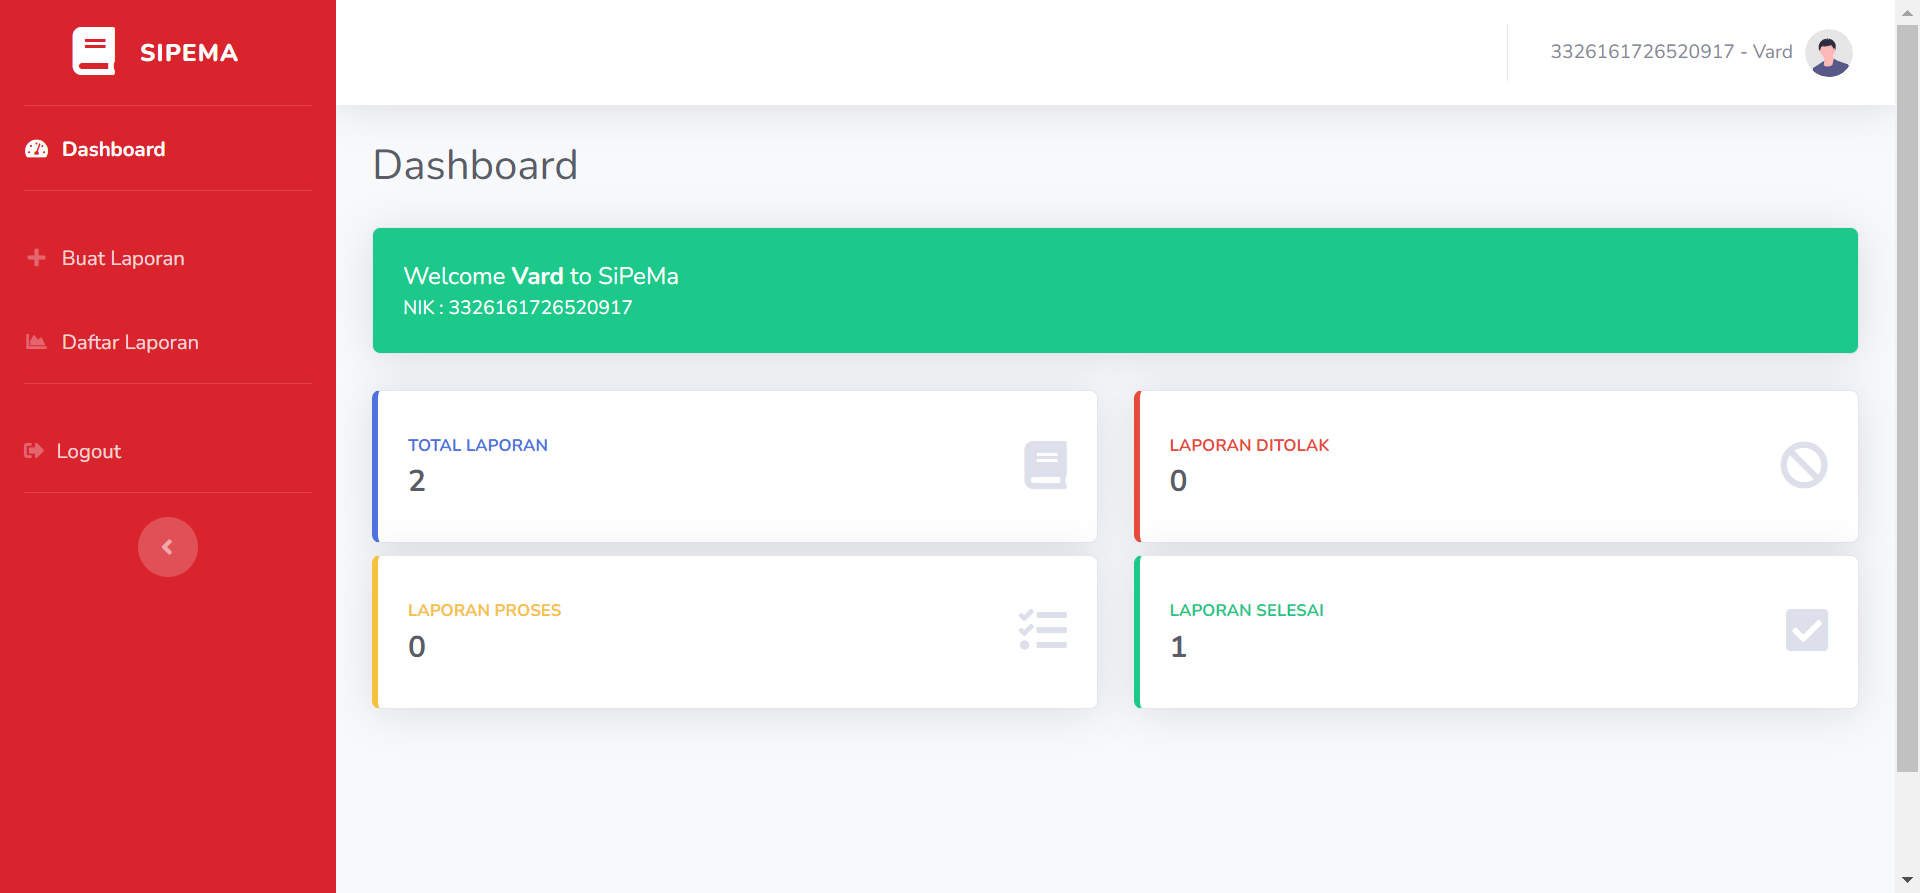 SIPEMA
3326161726520917 - Vard
Dashboard
Buat Laporan
Daftar Laporan
Logout
Dashboard
Welcome Vard to SiPeMa
NIK : 3326161726520917
TOTAL LAPORAN
2
LAPORAN DITOLAK
0
LAPORAN PROSES
0
LAPORAN SELESAI
1